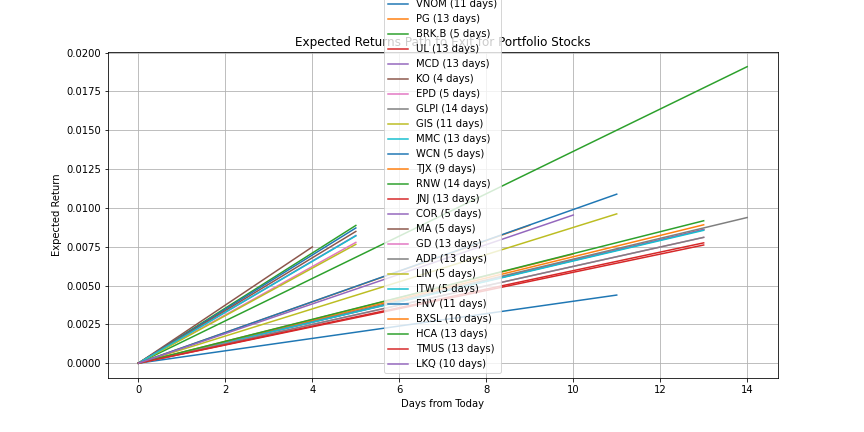 VNOM (11 days)
PG (13 days)
BRK.B (5 days)
Expected Returns Path to Exit for Portfolio Stocks
UL (13 days)
MCD (13 days)
KO (4 days)
EPD (5 days)
GLPI (14 days)
GIS (11 days)
MMC (13 days)
WCN (5 days)
TJX (9 days)
RNW (14 days)
JNJ (13 days)
COR (5 days)
MA (5 days)
GD (13 days)
ADP (13 days)
LIN (5 days)
ITW (5 days)
FNV (11 days)
BXSL (10 days)
HCA (13 days)
TMUS (13 days)
LKQ (10 days)
0.0200
0.0175
0.0150
0.0125
0.0100
0.0075
0.0050
0.0025
0.0000
Expected Return
0 2 4 6 8 10 12 14
Days from Today